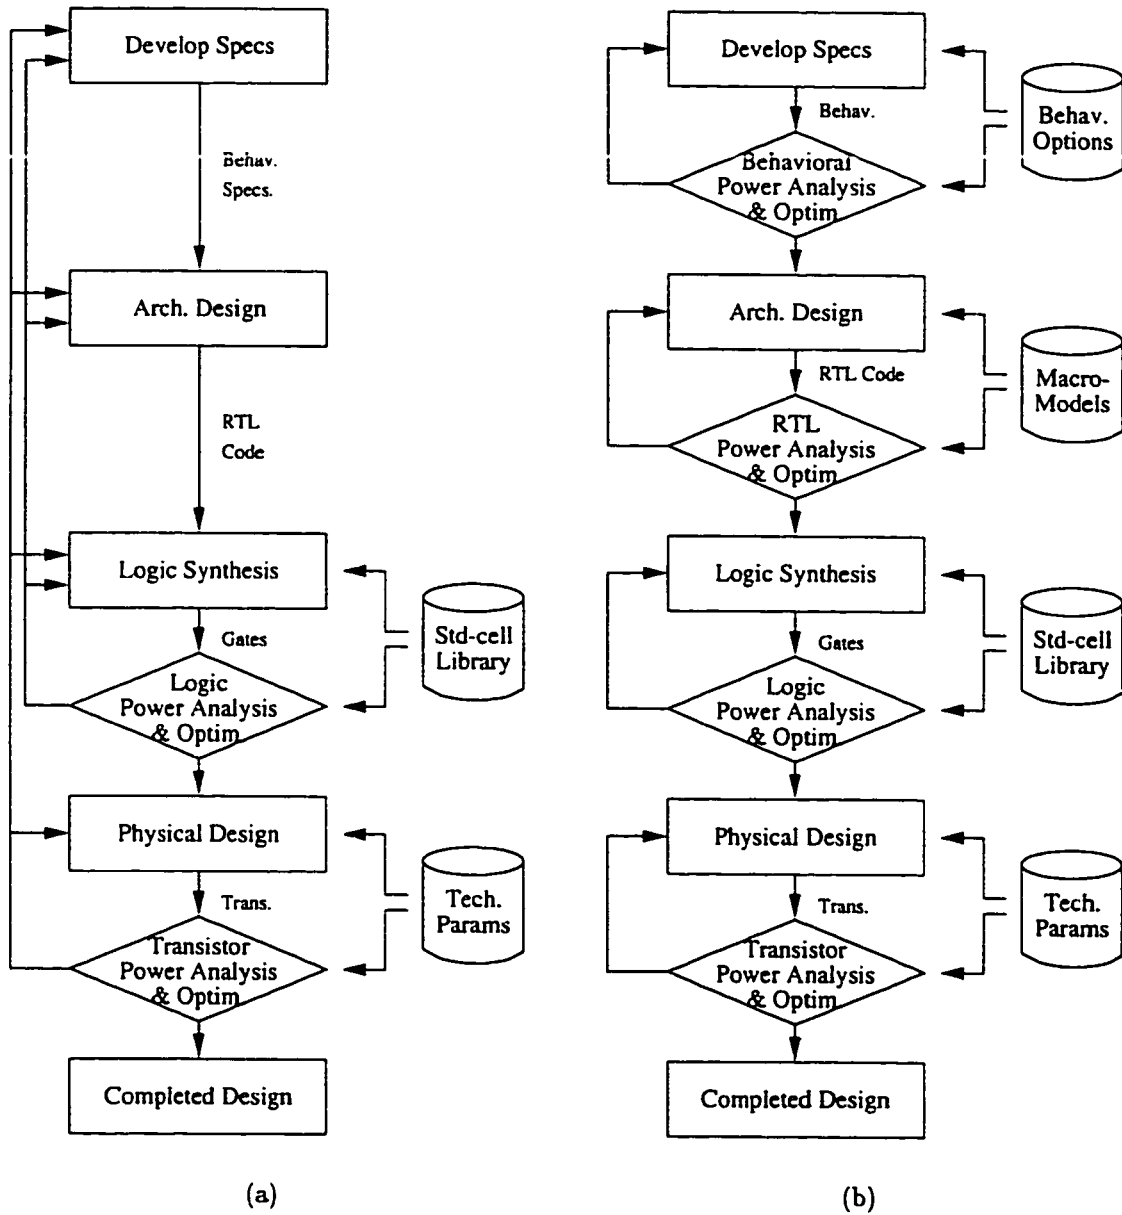 Develop Specs
Behav.
Specs.
Arch. Design
RTL
Code
Logic Synthesis
Gates
Std-cell
Library
Logic
Power Analysis
& Optim
Physical Design
Trans.
Tech.
Params
Transistor
Power Analysis
& Optim
Completed Design
(a)
Develop Specs
Behav.
Behav.
Options
Behavioral
Power Analysis
& Optim
Arch. Design
RTL Code
Macro-
Models
RTL
Power Analysis
& Optim
Logic Synthesis
Gates
Std-cell
Library
Logic
Power Analysis
& Optim
Physical Design
Trans.
Tech.
Params
Transistor
Power Analysis
& Optim
Completed Design
(b)